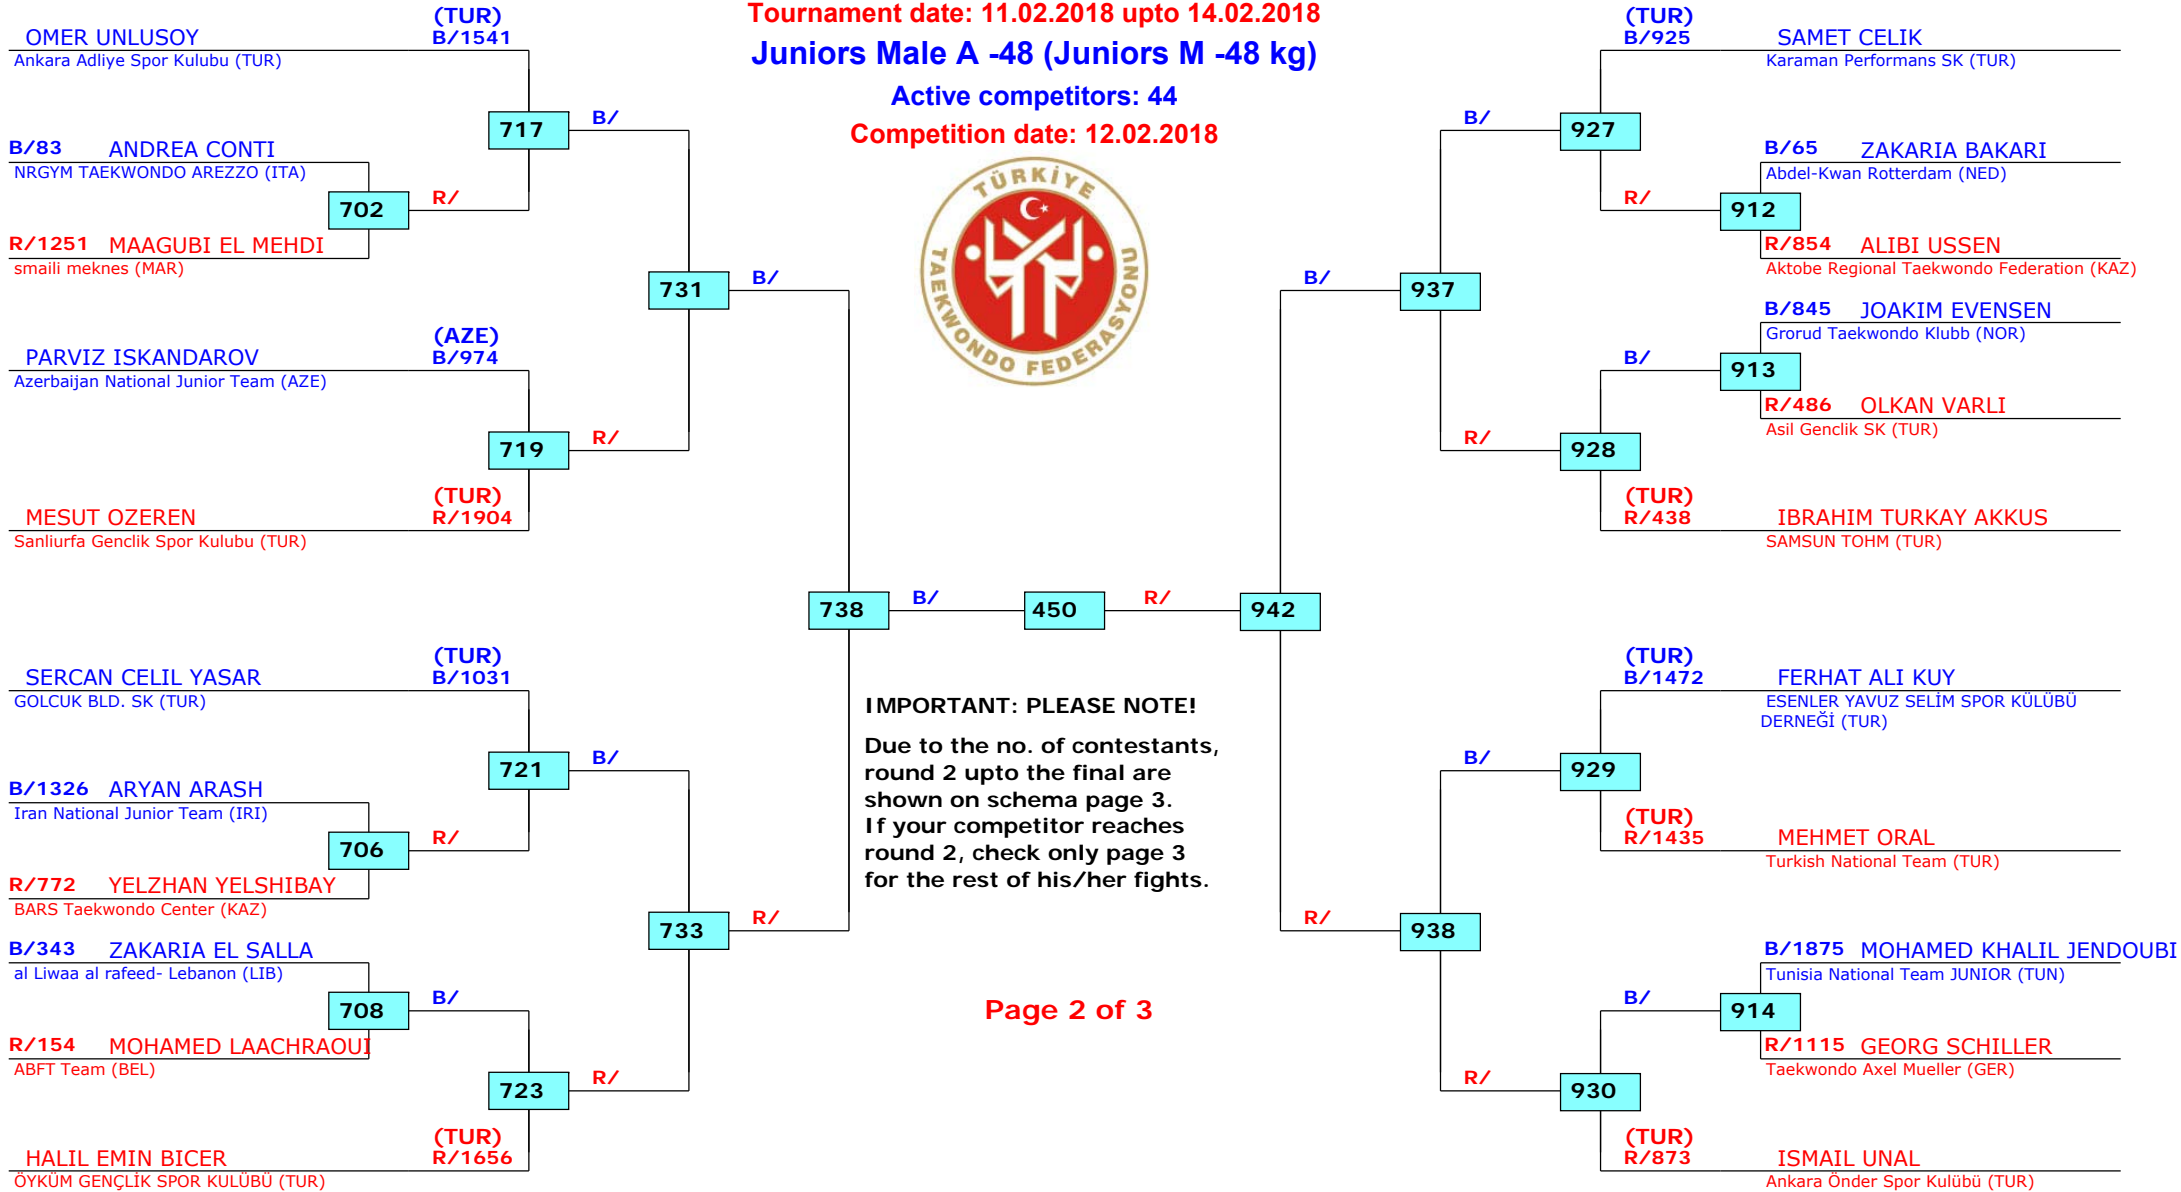 Tournament date: 11.02.2018 upto 14.02.2018
Juniors Male A -48 (Juniors M -48 kg)
Active competitors: 44
Competition date: 12.02.2018
TÜRKİYE
TAEKWONDO FEDERASYONU
(TUR)
OMER UNLUSOY B/1541
Ankara Adliye Spor Kulubu (TUR)
717
B/
B/83 ANDREA CONTI
NRGYM TAEKWONDO AREZZO (ITA)
702
R/
R/1251 MAAGUBI EL MEHDI
smaili meknes (MAR)
731
B/
(AZE)
PARVIZ ISKANDAROV B/974
Azerbaijan National Junior Team (AZE)
719
R/
(TUR)
MESUT OZEREN R/1904
Sanliurfa Genclik Spor Kulubu (TUR)
738
B/
450
R/
942
(TUR)
SERCAN CELIL YASAR B/1031
GOLCUK BLD. SK (TUR)
721
B/
B/1326 ARYAN ARASH
Iran National Junior Team (IRI)
706
R/
R/772 YELZHAN YELSHIBAY
BARS Taekwondo Center (KAZ)
733
R/
B/343 ZAKARIA EL SALLA
al Liwaa al rafeed- Lebanon (LIB)
708
B/
R/154 MOHAMED LAACHRAOUI
ABFT Team (BEL)
723
R/
(TUR)
HALIL EMIN BICER R/1656
ÖYKÜM GENÇLİK SPOR KULÜBÜ (TUR)
IMPORTANT: PLEASE NOTE!
Due to the no. of contestants,
round 2 upto the final are
shown on schema page 3.
If your competitor reaches
round 2, check only page 3
for the rest of his/her fights.
Page 2 of 3
(TUR)
B/925 SAMET CELIK
Karaman Performans SK (TUR)
B/
927
B/65 ZAKARIA BAKARI
Abdel-Kwan Rotterdam (NED)
R/
912
R/854 ALIBI USSEN
Aktobe Regional Taekwondo Federation (KAZ)
B/
937
B/845 JOAKIM EVENSEN
Grorud Taekwondo Klubb (NOR)
B/
913
R/486 OLKAN VARLI
Asil Genclik SK (TUR)
R/
928
(TUR)
R/438 IBRAHIM TURKAY AKKUS
SAMSUN TOHM (TUR)
(TUR)
B/1472 FERHAT ALI KUY
ESENLER YAVUZ SELİM SPOR KÜLÜBÜ
DERNEĞİ (TUR)
B/
929
(TUR)
R/1435 MEHMET ORAL
Turkish National Team (TUR)
R/
938
B/1875 MOHAMED KHALIL JENDOUBI
Tunisia National Team JUNIOR (TUN)
B/
914
R/1115 GEORG SCHILLER
Taekwondo Axel Mueller (GER)
R/
930
(TUR)
R/873 ISMAIL UNAL
Ankara Önder Spor Kulübü (TUR)